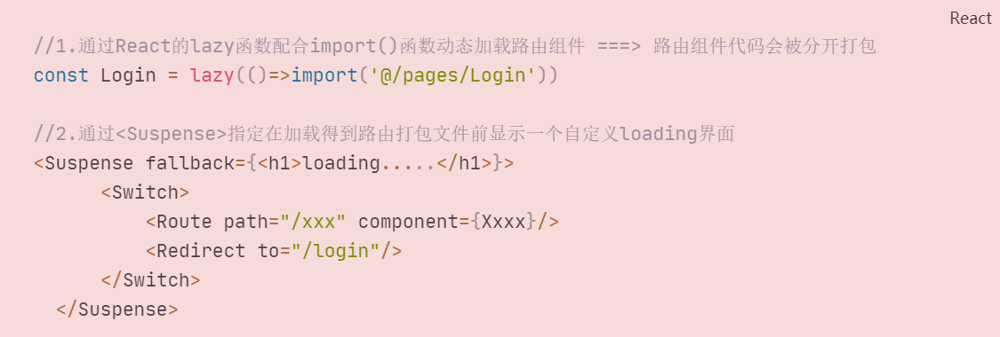 React
//1.通过React的lazy函数配合import()函数动态加载路由组件 ===> 路由组件代码会被分开打包
const Login = lazy(()=>import('@/pages/Login'))
//2.通过<Suspense>指定在加载得到路由打包文件前显示一个自定义loading界面
<Suspense fallback={<h1>loading.....</h1>}>
<Switch>
<Route path="/xxx" component={Xxxx}/>
<Redirect to="/login"/>
</Switch>
</Suspense>